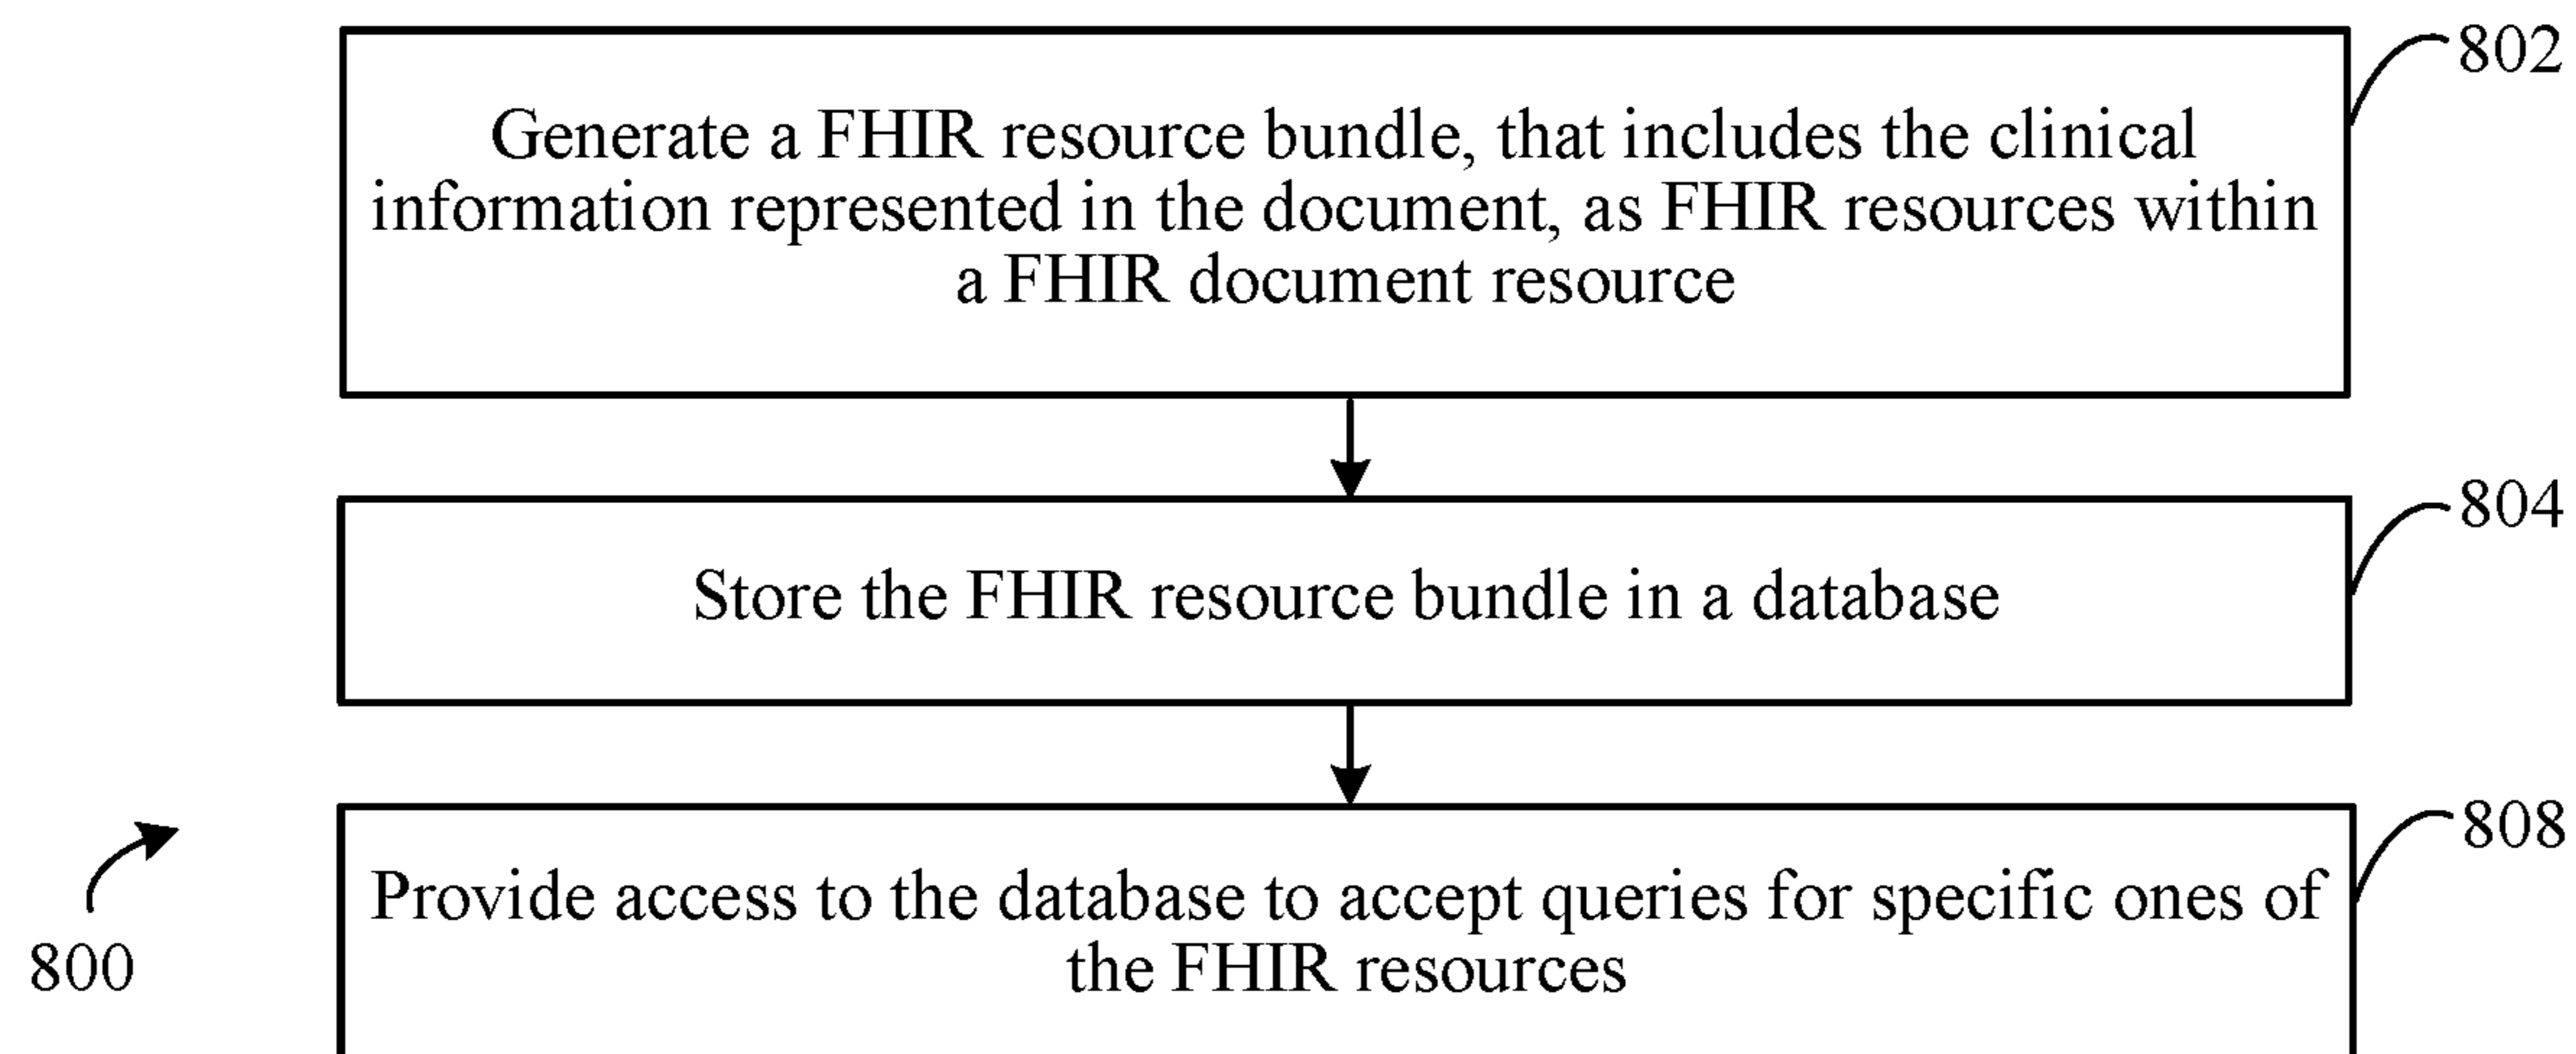 802
Generate a FHIR resource bundle, that includes the clinical
information represented in the document, as FHIR resources within
a FHIR document resource
804
Store the FHIR resource bundle in a database
808
Provide access to the database to accept queries for specific ones of
the FHIR resources
800